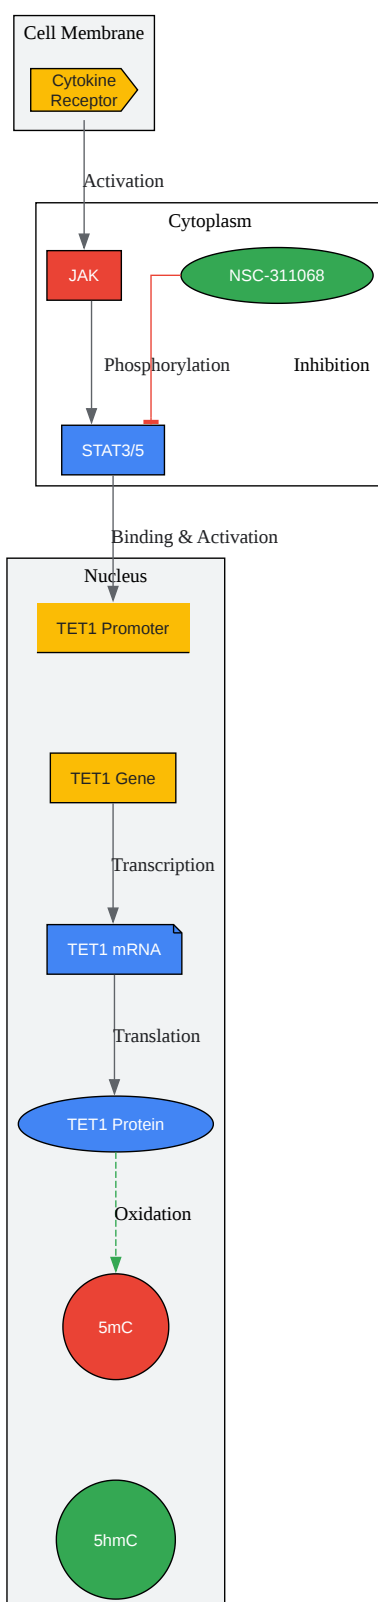 Cell Membrane
Cytokine
Receptor
Activation
Cytoplasm
JAK
NSC-311068
Phosphorylation
Inhibition
STAT3/5
Binding & Activation
Nucleus
TET1 Promoter
TET1 Gene
Transcription
TET1 mRNA
Translation
TET1 Protein
Oxidation
5mC
5hmC